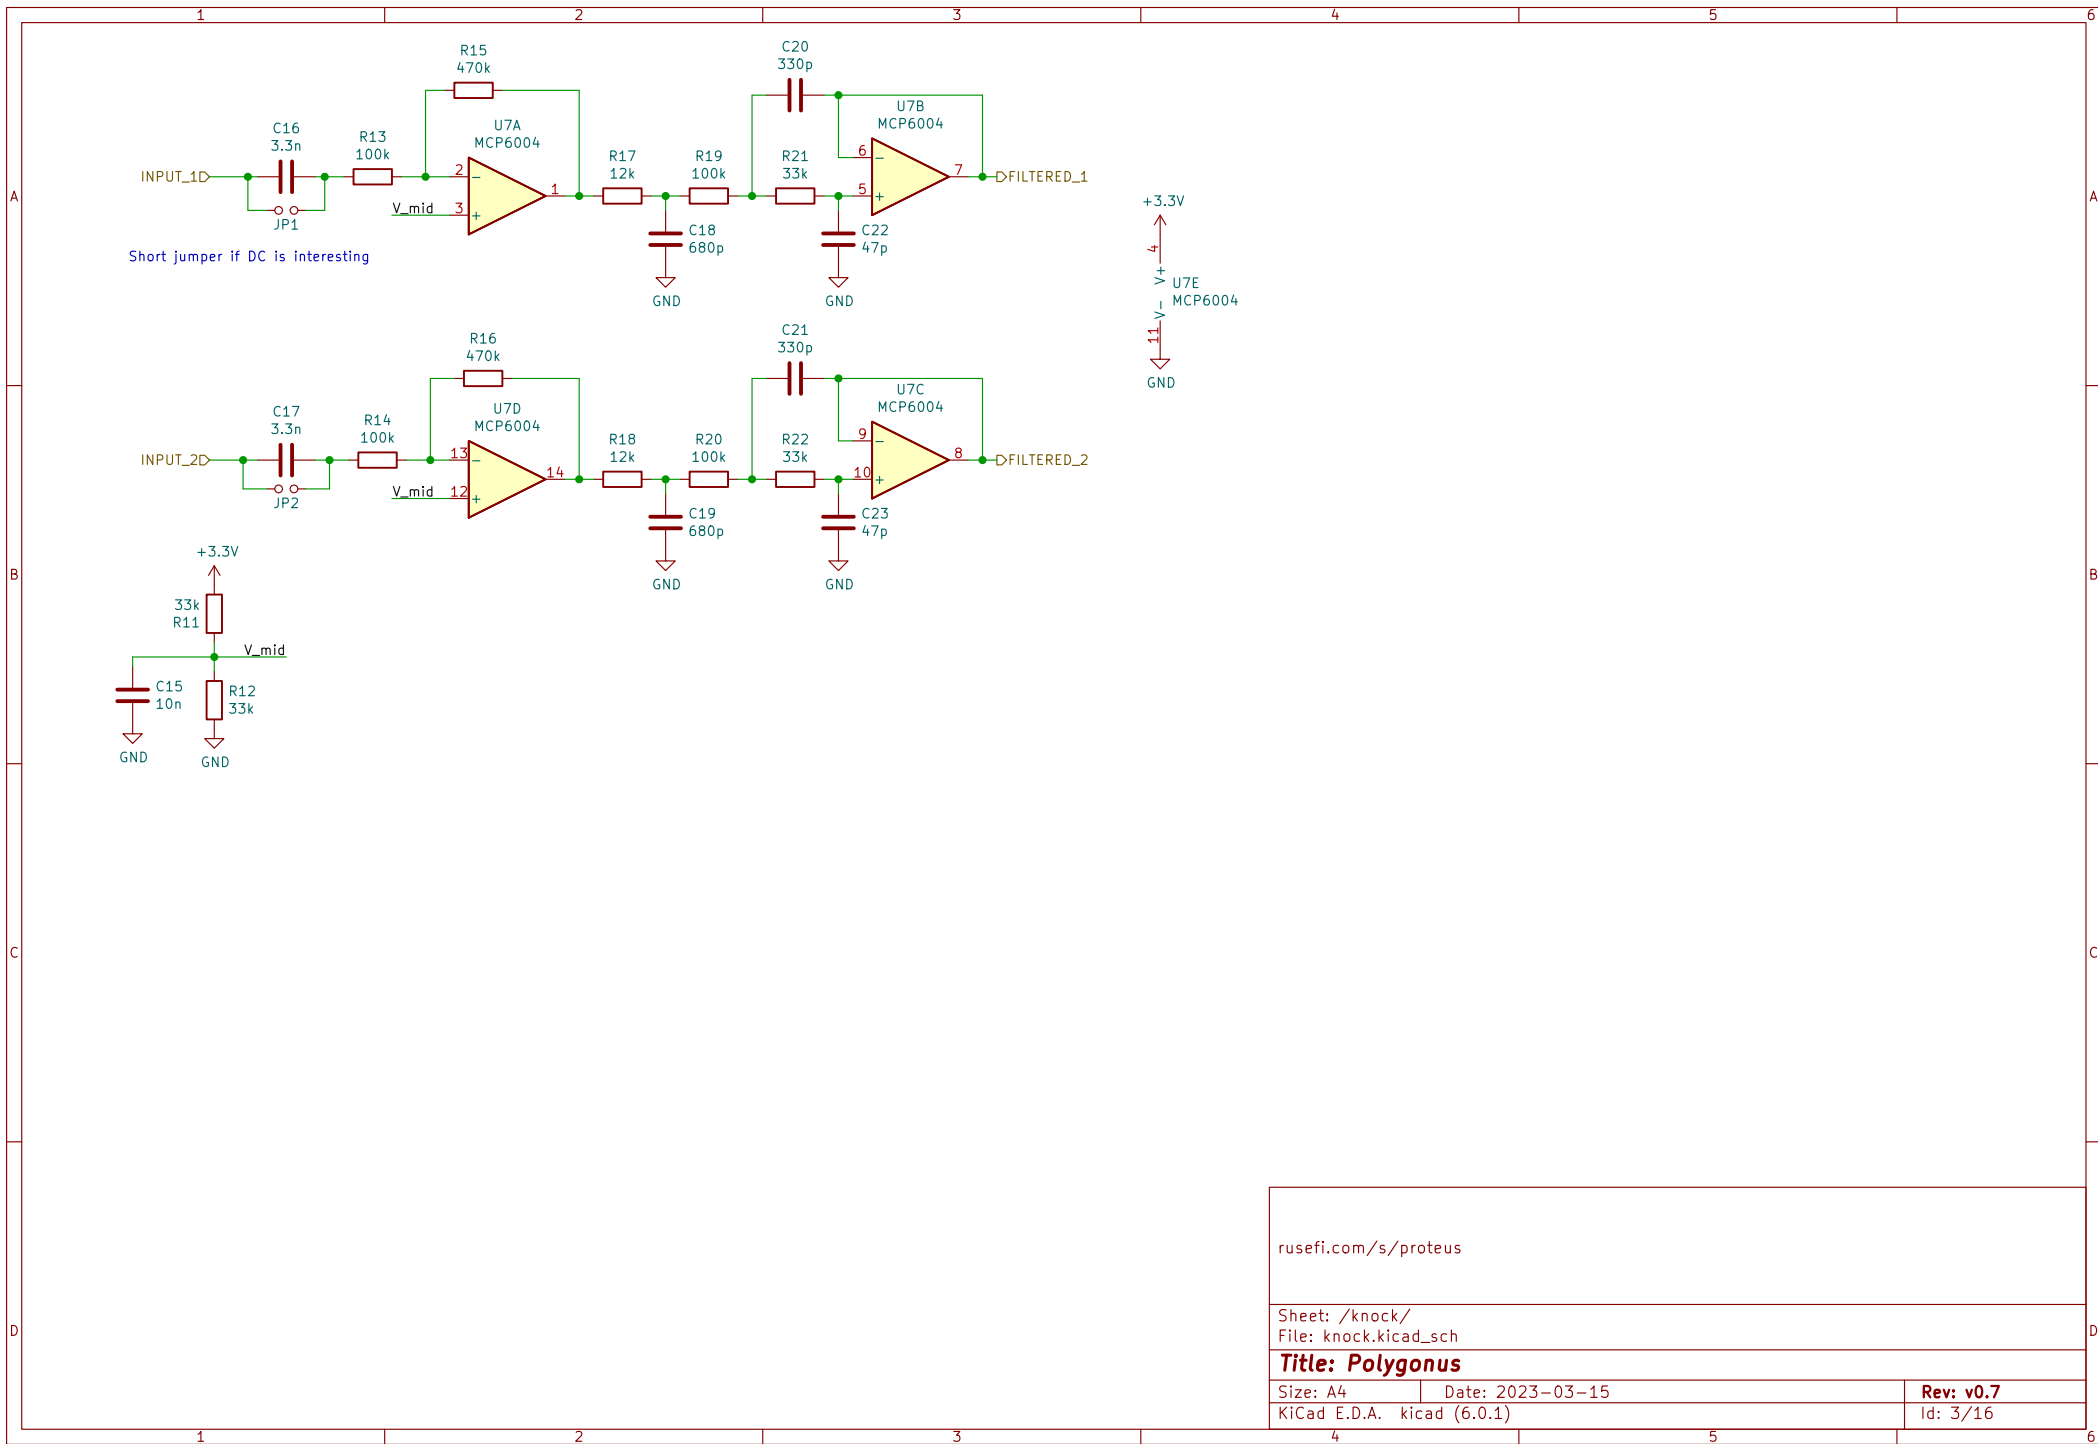 1 2 3 4 5 6
R15
470k
C20
330p
U7B
MCP6004
C16
3.3n
R13
100k
U7A
MCP6004
R17
12k
R19
100k
R21
33k
INPUT_1
2
−
V_mid
3
+
1
6
−
5
+
7
FILTERED_1
JP1
C18
680p
C22
47p
GND
GND
Short jumper if DC is interesting
A
A
+3.3V
4
V+
U7E
MCP6004
V−
11
GND
R16
470k
C21
330p
U7C
MCP6004
C17
3.3n
R14
100k
U7D
MCP6004
R18
12k
R20
100k
R22
33k
INPUT_2
13
−
V_mid
12
+
14
9
−
10
+
8
FILTERED_2
JP2
C19
680p
C23
47p
GND
GND
B
B
+3.3V
33k
R11
V_mid
C15
10n
R12
33k
GND
GND
C
C
D
D
rusefi.com/s/proteus
Sheet: /knock/
File: knock.kicad_sch
Title: Polygonus
Size: A4 Date: 2023-03-15 Rev: v0.7
KiCad E.D.A. kicad (6.0.1) Id: 3/16
1 2 3 4 5 6